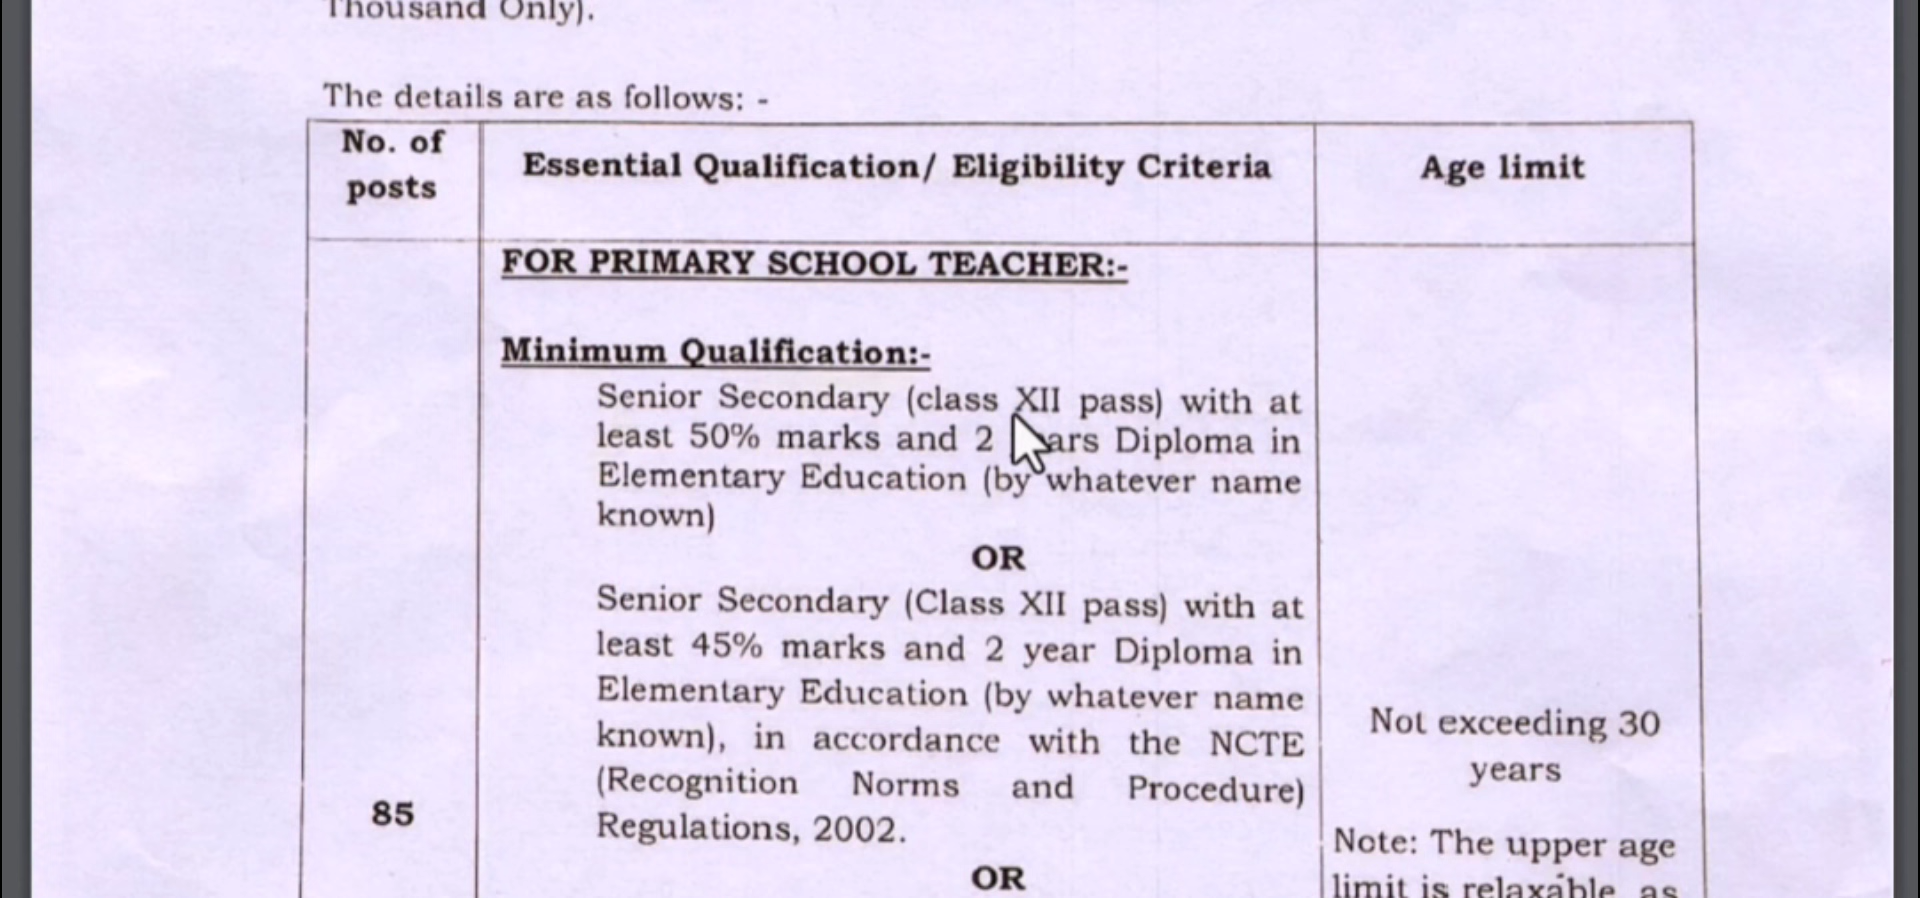 Thousand Only).
The details are as follows: -
No. of
posts
Essential Qualification/ Eligibility Criteria
Age limit
FOR PRIMARY SCHOOL TEACHER:-
Minimum Qualification:-
Senior Secondary (class XII pass) with at
least 50% marks and 2 Diploma in
Elementary Education (by whatever name
known)
OR
Senior Secondary (Class XII pass) with at
least 45% marks and 2 year Diploma in
Elementary Education (by whatever name
known), in accordance with the NCTE
(Recognition Norms and Procedure)
Regulations, 2002.
OR
85
Not exceeding 30
years
Note: The upper age
limit is relaxable, as